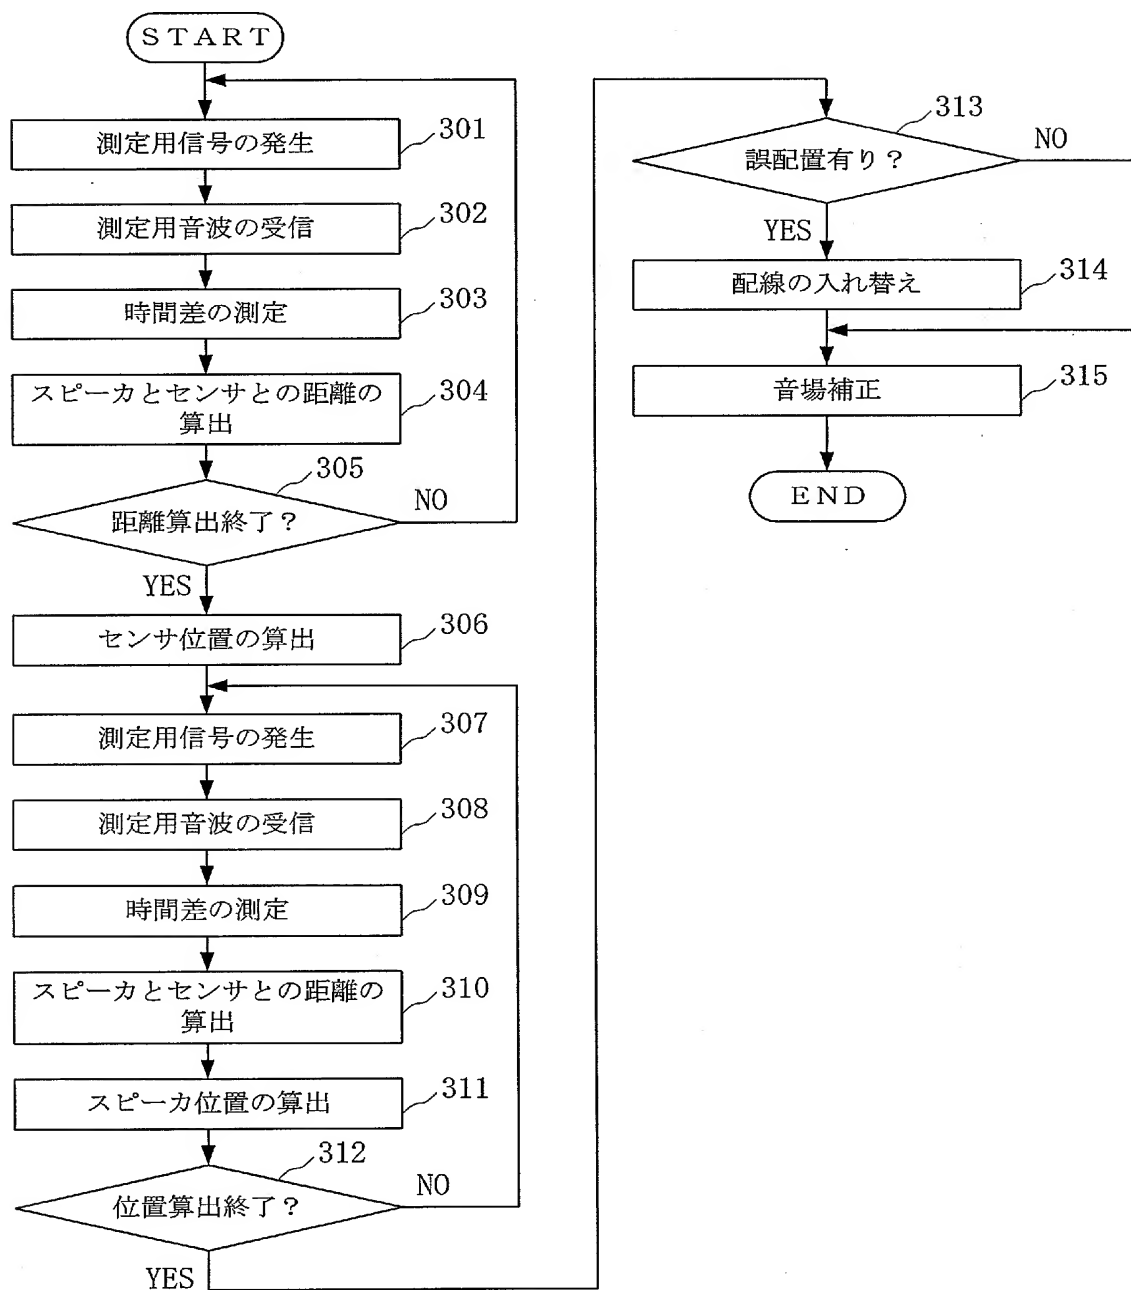 START
測定用信号の発生
301
測定用音波の受信
302
時間差の測定
303
スピーカとセンサとの距離の
算出
304
305
距離算出終了?
NO
YES
センサ位置の算出
306
測定用信号の発生
307
測定用音波の受信
308
時間差の測定
309
スピーカとセンサとの距離の
算出
310
スピーカ位置の算出
311
312
位置算出終了?
NO
YES
313
誤配置有り?
NO
YES
配線の入れ替え
314
音場補正
315
END